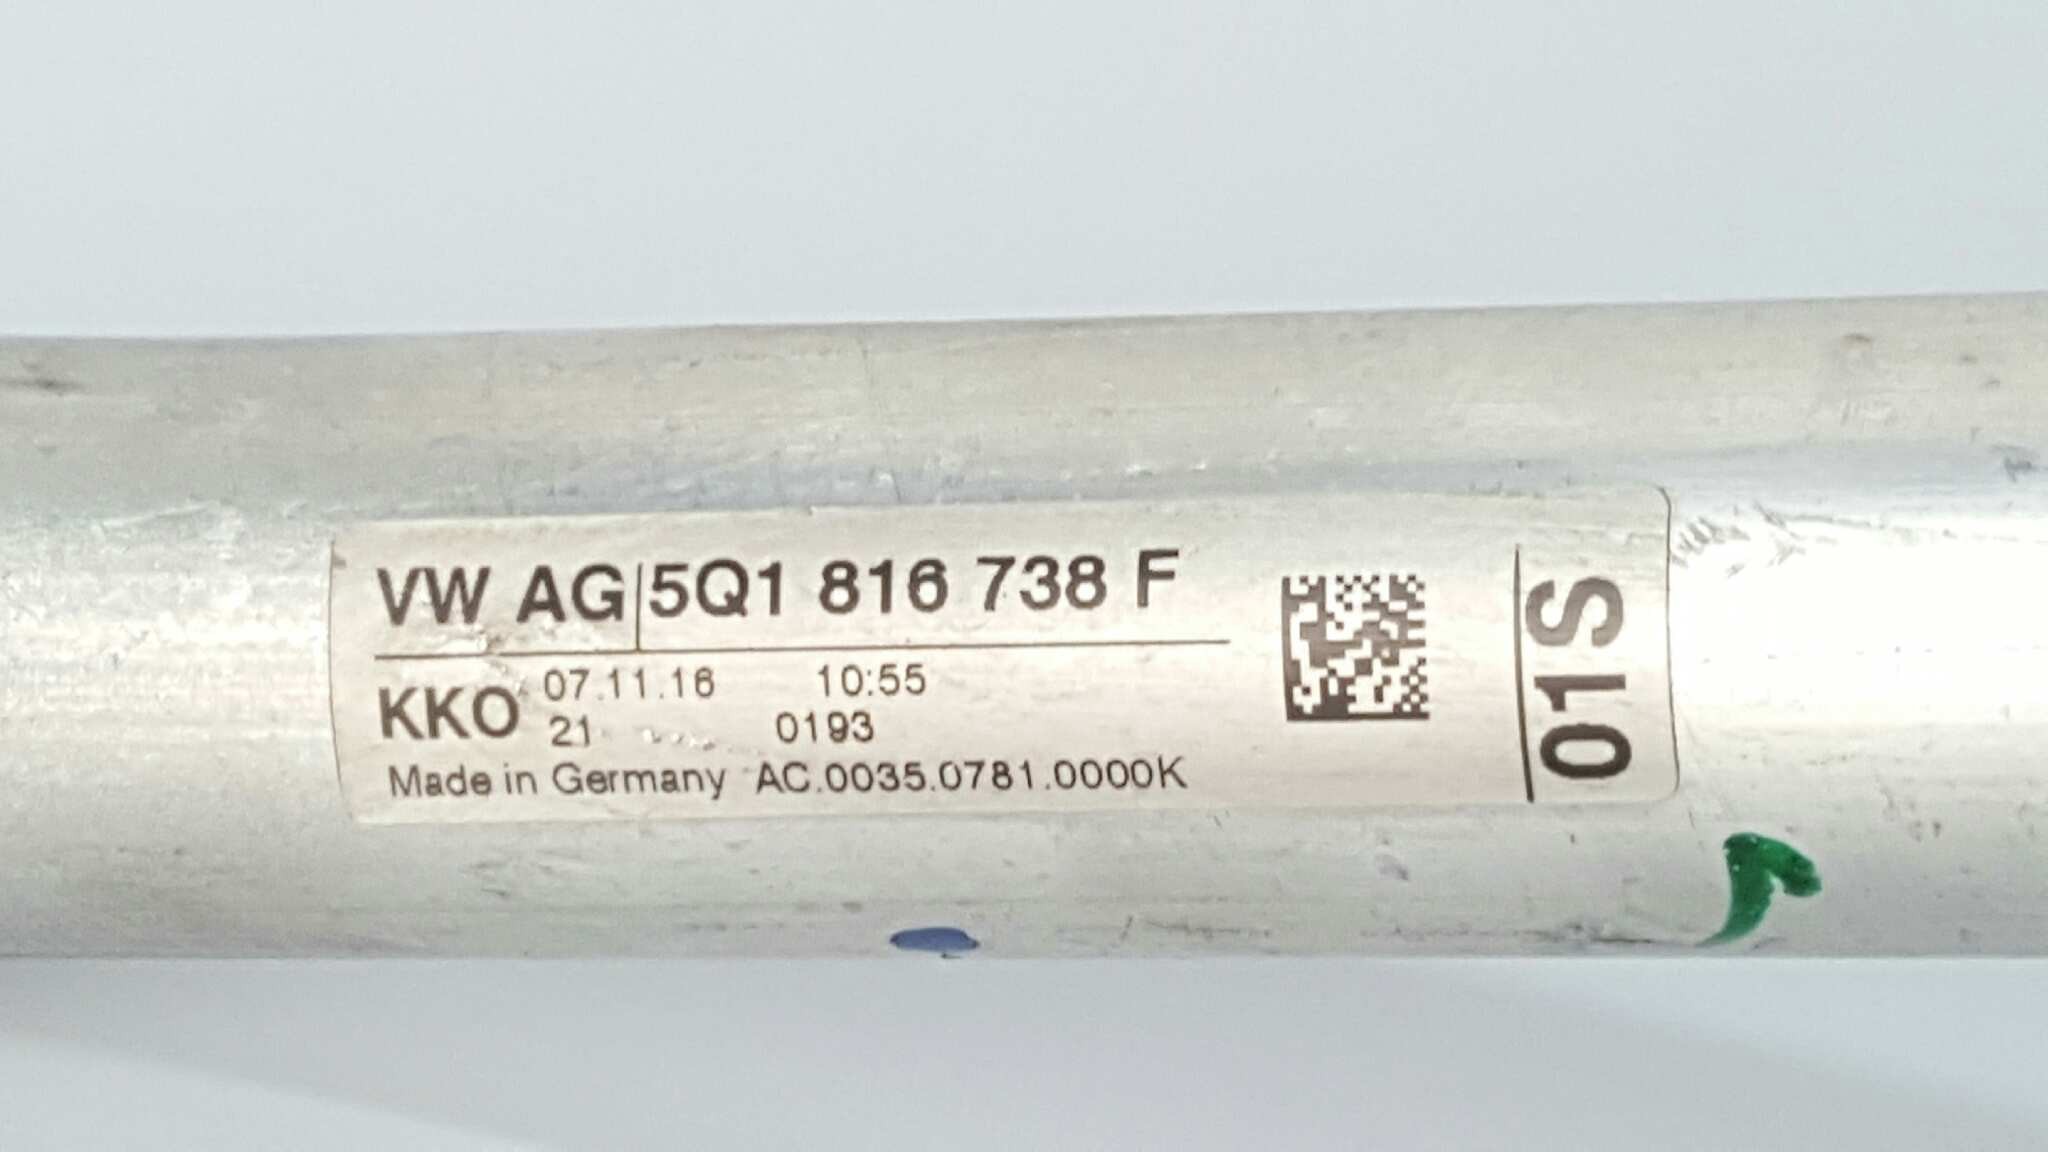 VW AG 5Q1 816 738 F
KKO 07.11.16 10:55
21 0193
Made in Germany AC.0035.0781.0000K
01S